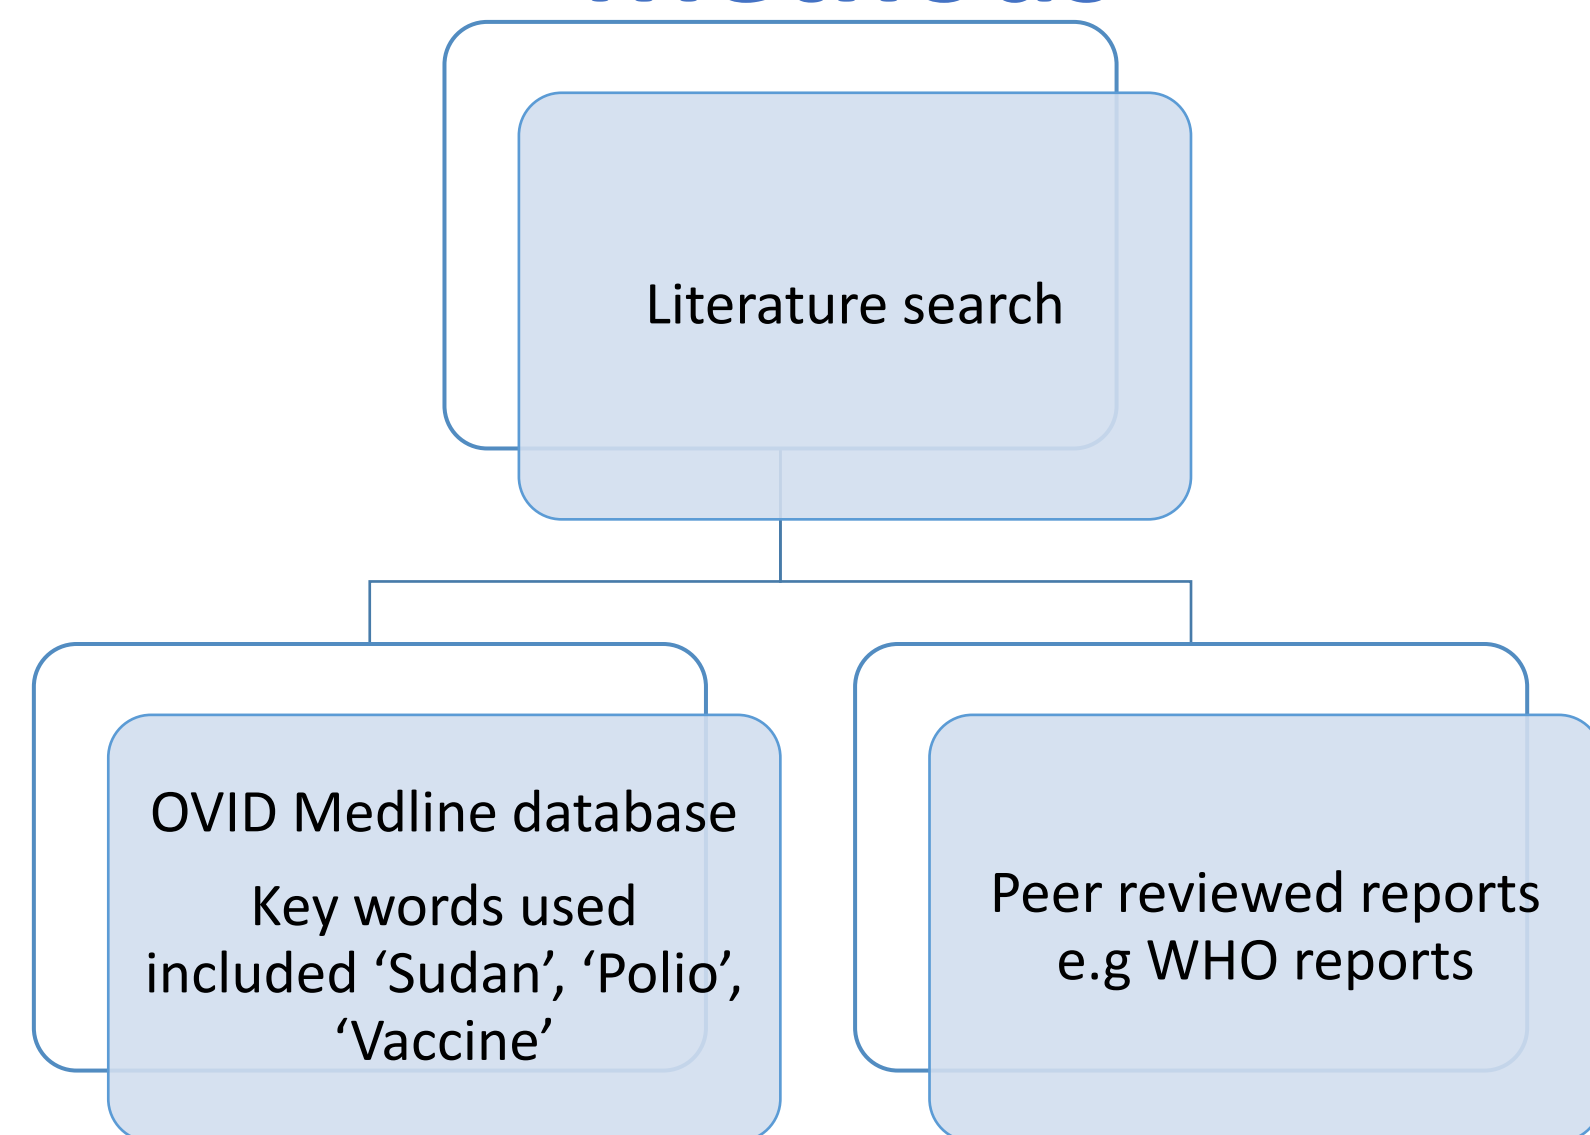 Literature search
OVID Medline database
Key words used
included ‘Sudan’, ‘Polio’,
‘Vaccine’
Peer reviewed reports
e.g WHO reports